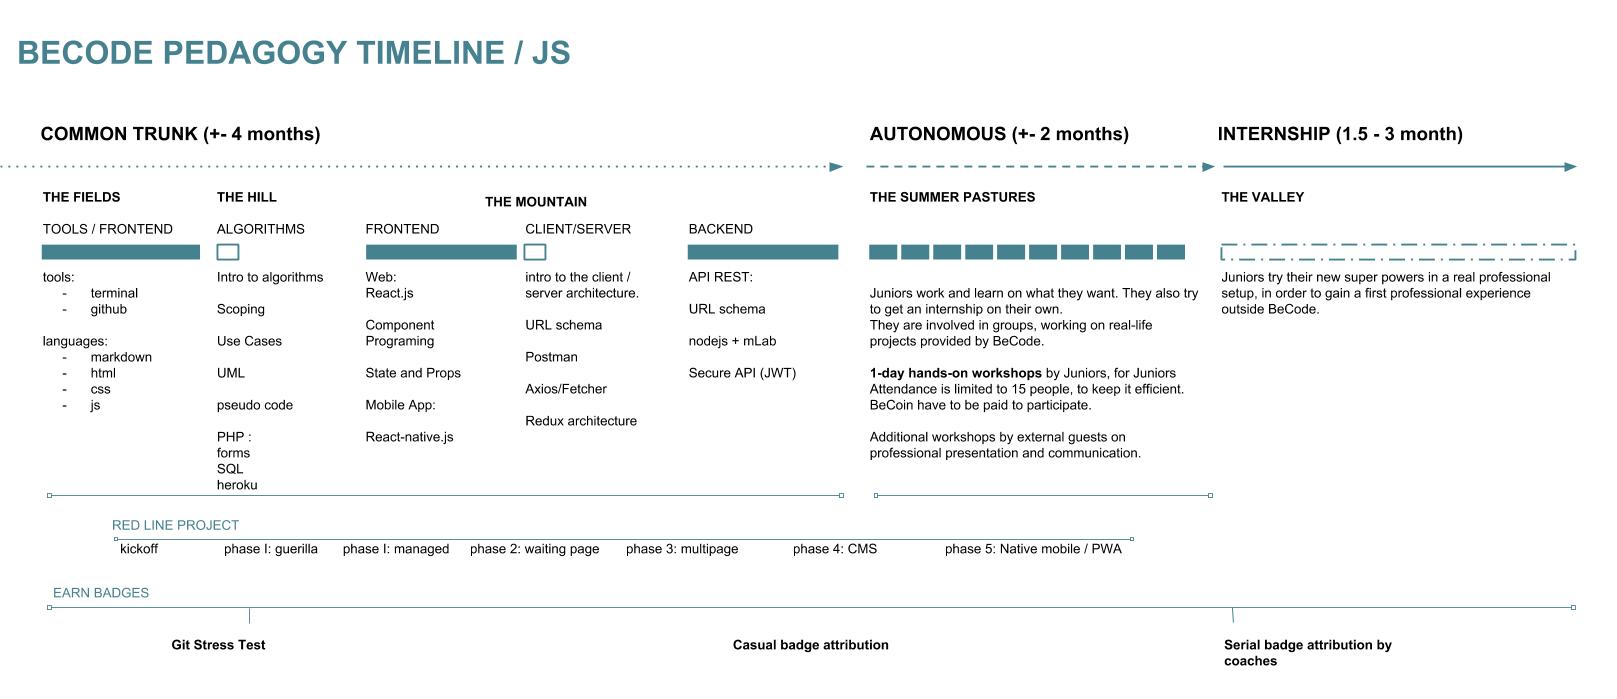 BECODE PEDAGOGY TIMELINE / JS
COMMON TRUNK (+- 4 months)
AUTONOMOUS (+- 2 months)
INTERNSHIP (1.5 - 3 month)
THE FIELDS
THE HILL
THE MOUNTAIN
THE SUMMER PASTURES
THE VALLEY
TOOLS / FRONTEND
tools:
- terminal
- github
languages:
- markdown
- html
- css
- js
ALGORITHMS
Intro to algorithms
Scoping
Use Cases
UML
pseudo code
PHP :
forms
SQL
heroku
FRONTEND
Web:
React.js
Component
Programing
State and Props
Mobile App:
React-native.js
CLIENT/SERVER
intro to the client /
server architecture.
URL schema
Postman
Axios/Fetcher
Redux architecture
BACKEND
API REST:
URL schema
nodejs + mLab
Secure API (JWT)
Juniors work and learn on what they want. They also try
to get an internship on their own.
They are involved in groups, working on real-life
projects provided by BeCode.
1-day hands-on workshops by Juniors, for Juniors
Attendance is limited to 15 people, to keep it efficient.
BeCoin have to be paid to participate.
Additional workshops by external guests on
professional presentation and communication.
Juniors try their new super powers in a real professional
setup, in order to gain a first professional experience
outside BeCode.
RED LINE PROJECT
kickoff
phase I: guerilla
phase I: managed
phase 2: waiting page
phase 3: multipage
phase 4: CMS
phase 5: Native mobile / PWA
EARN BADGES
Git Stress Test
Casual badge attribution
Serial badge attribution by
coaches